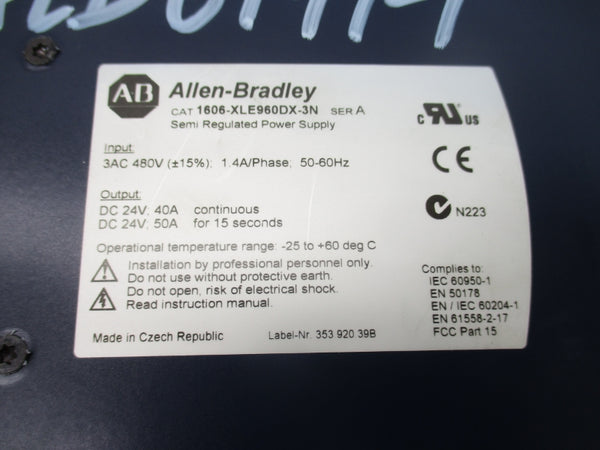 AB Allen-Bradley
CAT 1606-XLE960DX-3N SER A
Semi Regulated Power Supply
Input:
3AC 480V (±15%); 1.4A/Phase; 50-60Hz
Output:
DC 24V; 40A continuous
DC 24V; 50A for 15 seconds
Operational temperature range: -25 to +60 deg C
Installation by professional personnel only.
Do not use without protective earth.
Do not open, risk of electrical shock.
Read instruction manual.
Made in Czech Republic
Label-Nr. 353 920 39B
c RU US
CE
N223
Complies to:
IEC 60950-1
EN 50178
EN / IEC 60204-1
EN 61558-2-17
FCC Part 15